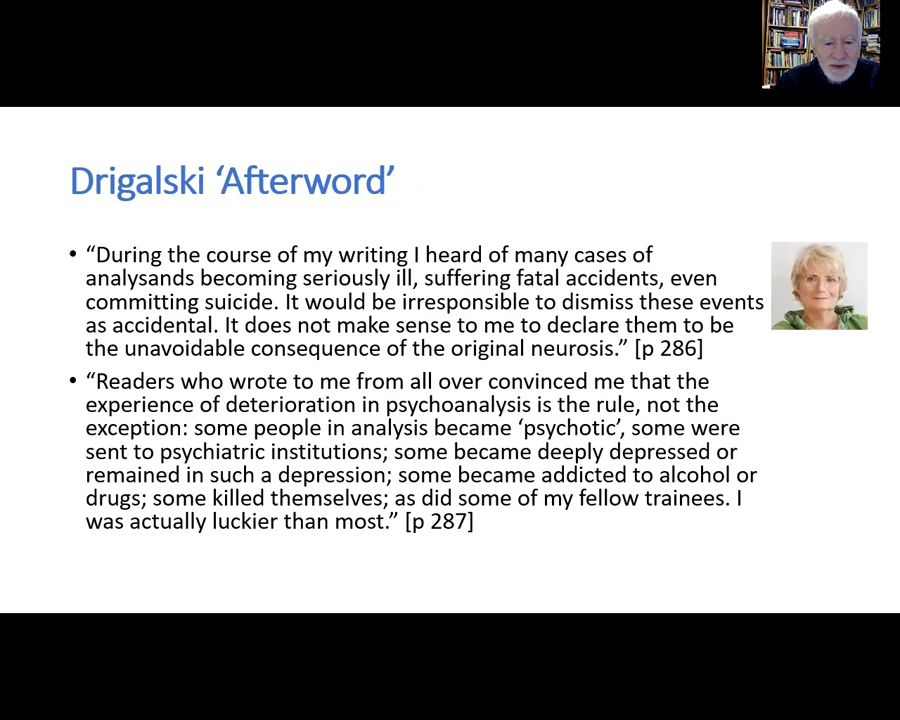 Drigalski ‘Afterword’
• “During the course of my writing I heard of many cases of
analysands becoming seriously ill, suffering fatal accidents, even
committing suicide. It would be irresponsible to dismiss these events
as accidental. It does not make sense to me to declare them to be
the unavoidable consequence of the original neurosis.” [p 286]
• “Readers who wrote to me from all over convinced me that the
experience of deterioration in psychoanalysis is the rule, not the
exception: some people in analysis became ‘psychotic’, some were
sent to psychiatric institutions; some became deeply depressed or
remained in such a depression; some became addicted to alcohol or
drugs; some killed themselves; as did some of my fellow trainees. I
was actually luckier than most.” [p 287]